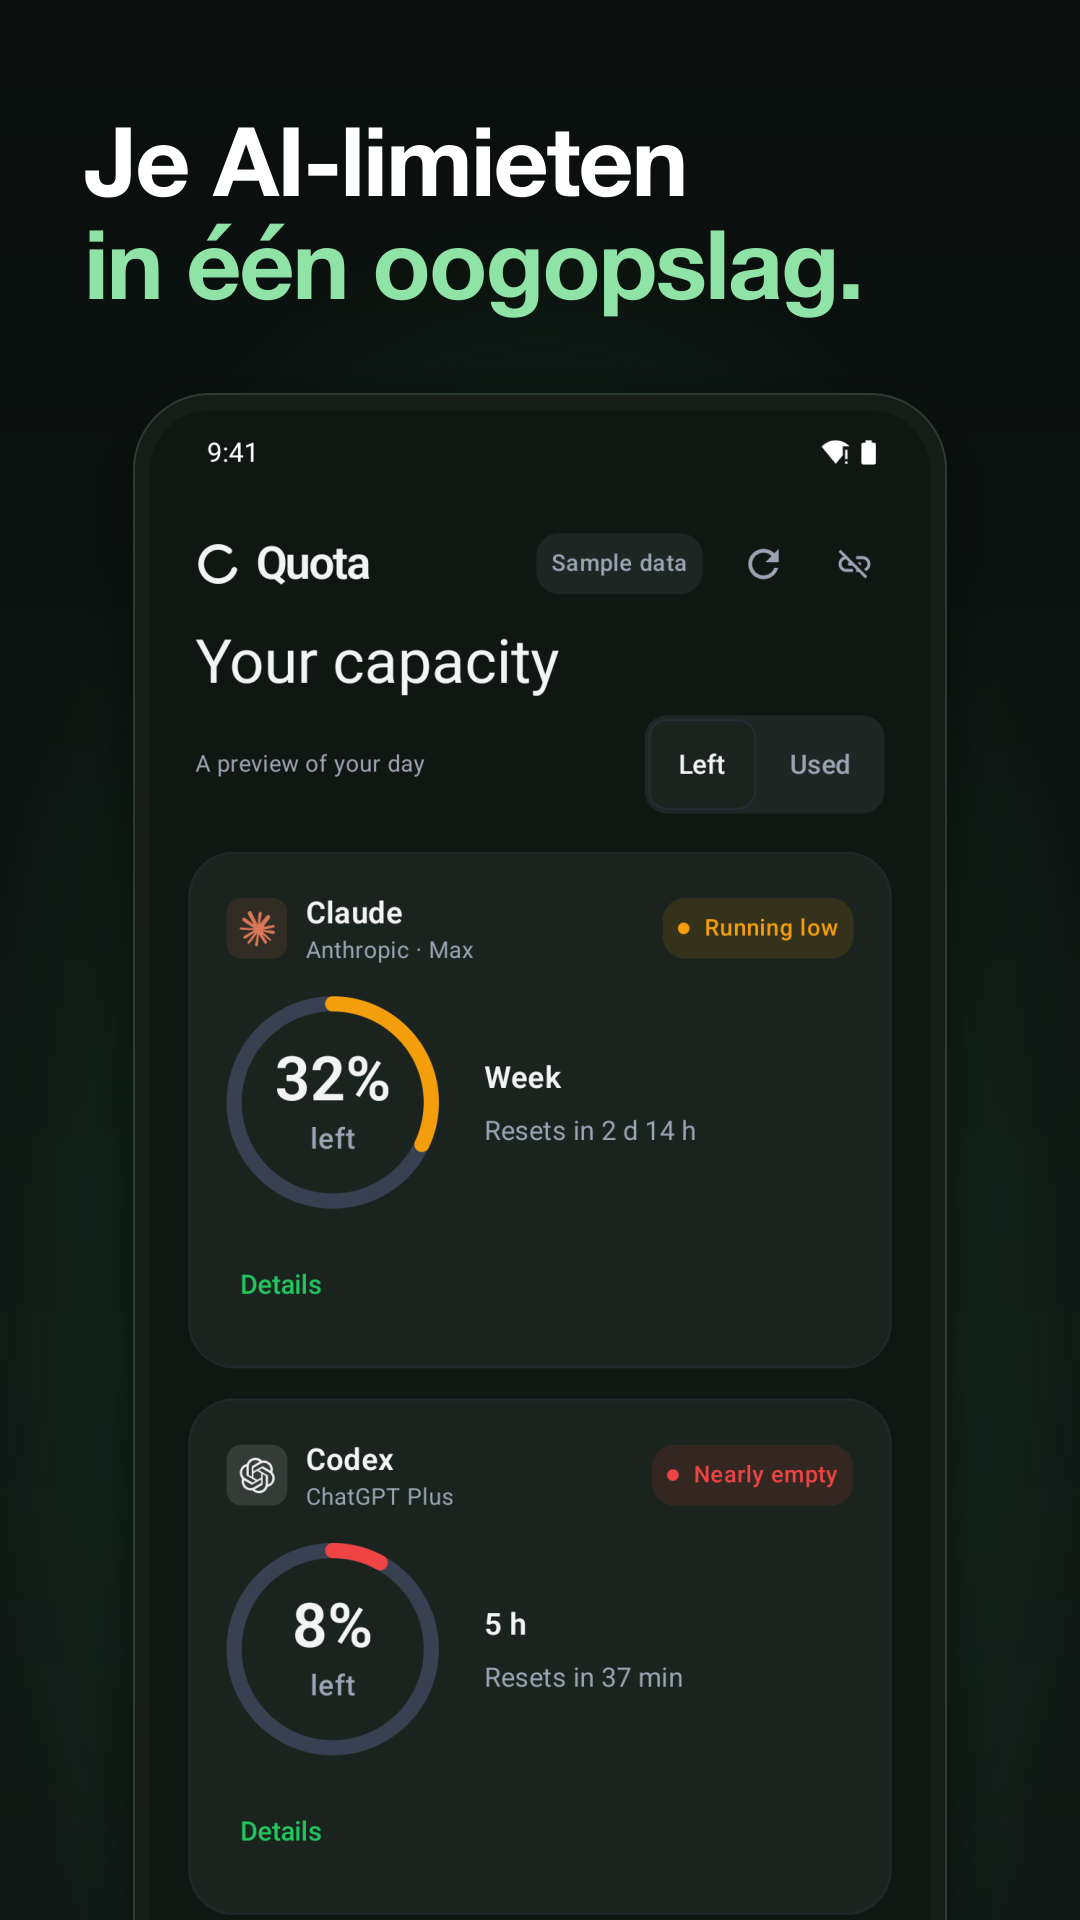 Je AI-limieten
in één oogopslag.
9:41
Quota
Sample data
Your capacity
A preview of your day
Left
Used
Claude
Anthropic · Max
Running low
32%
left
Week
Resets in 2 d 14 h
Details
Codex
ChatGPT Plus
Nearly empty
8%
left
5 h
Resets in 37 min
Details